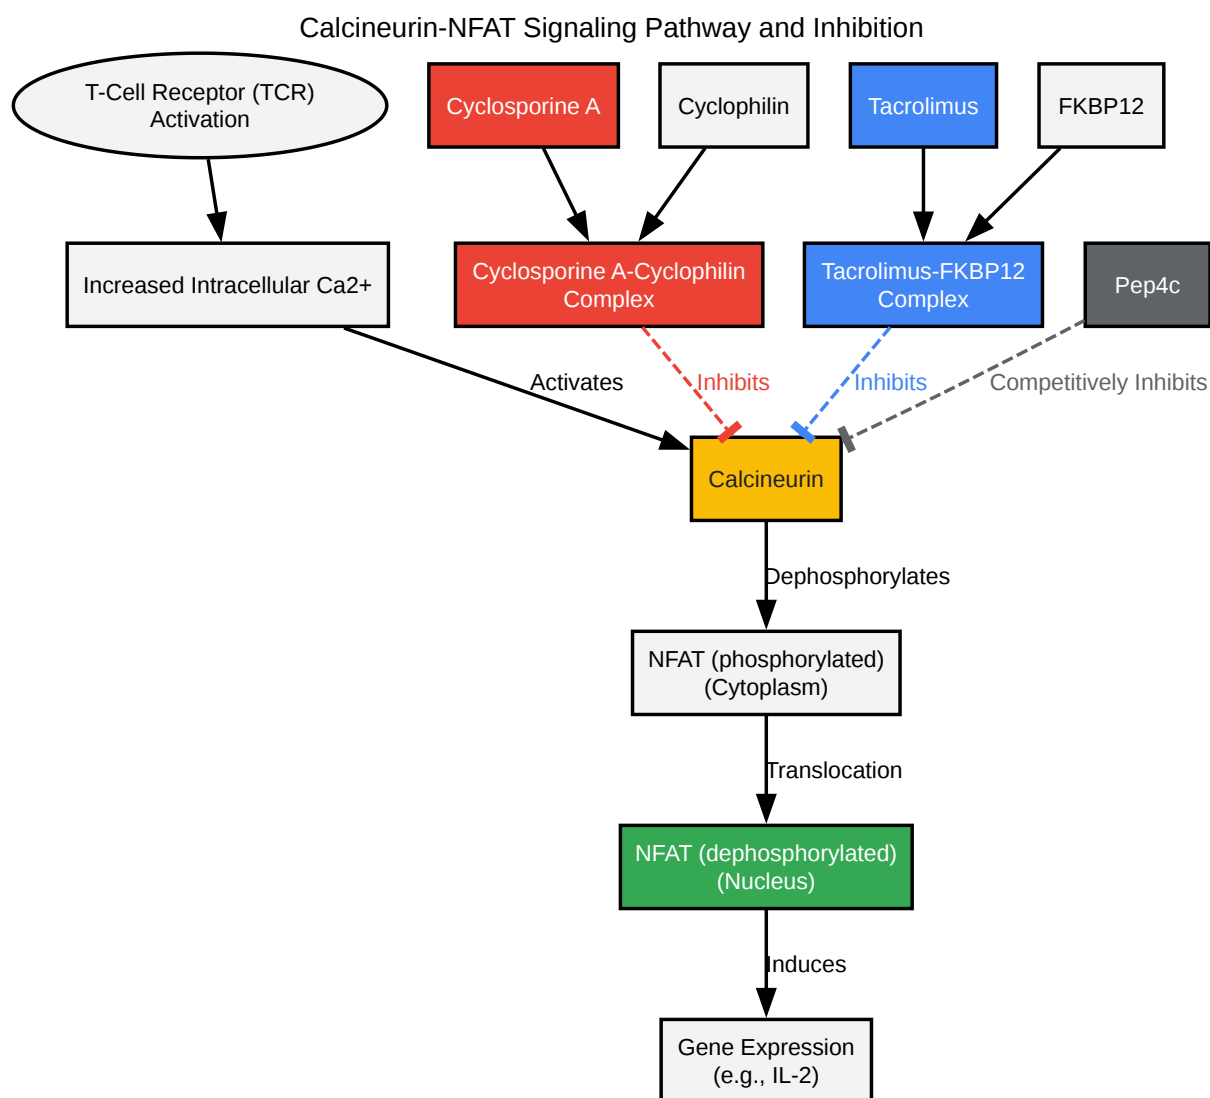 Calcineurin-NFAT Signaling Pathway and Inhibition
T-Cell Receptor (TCR)
Activation
Cyclosporine A
Cyclophilin
Tacrolimus
FKBP12
Increased Intracellular Ca2+
Cyclosporine A-Cyclophilin
Complex
Tacrolimus-FKBP12
Complex
Pep4c
Activates
Inhibits
Inhibits
Competitively Inhibits
Calcineurin
Dephosphorylates
NFAT (phosphorylated)
(Cytoplasm)
Translocation
NFAT (dephosphorylated)
(Nucleus)
Induces
Gene Expression
(e.g., IL-2)